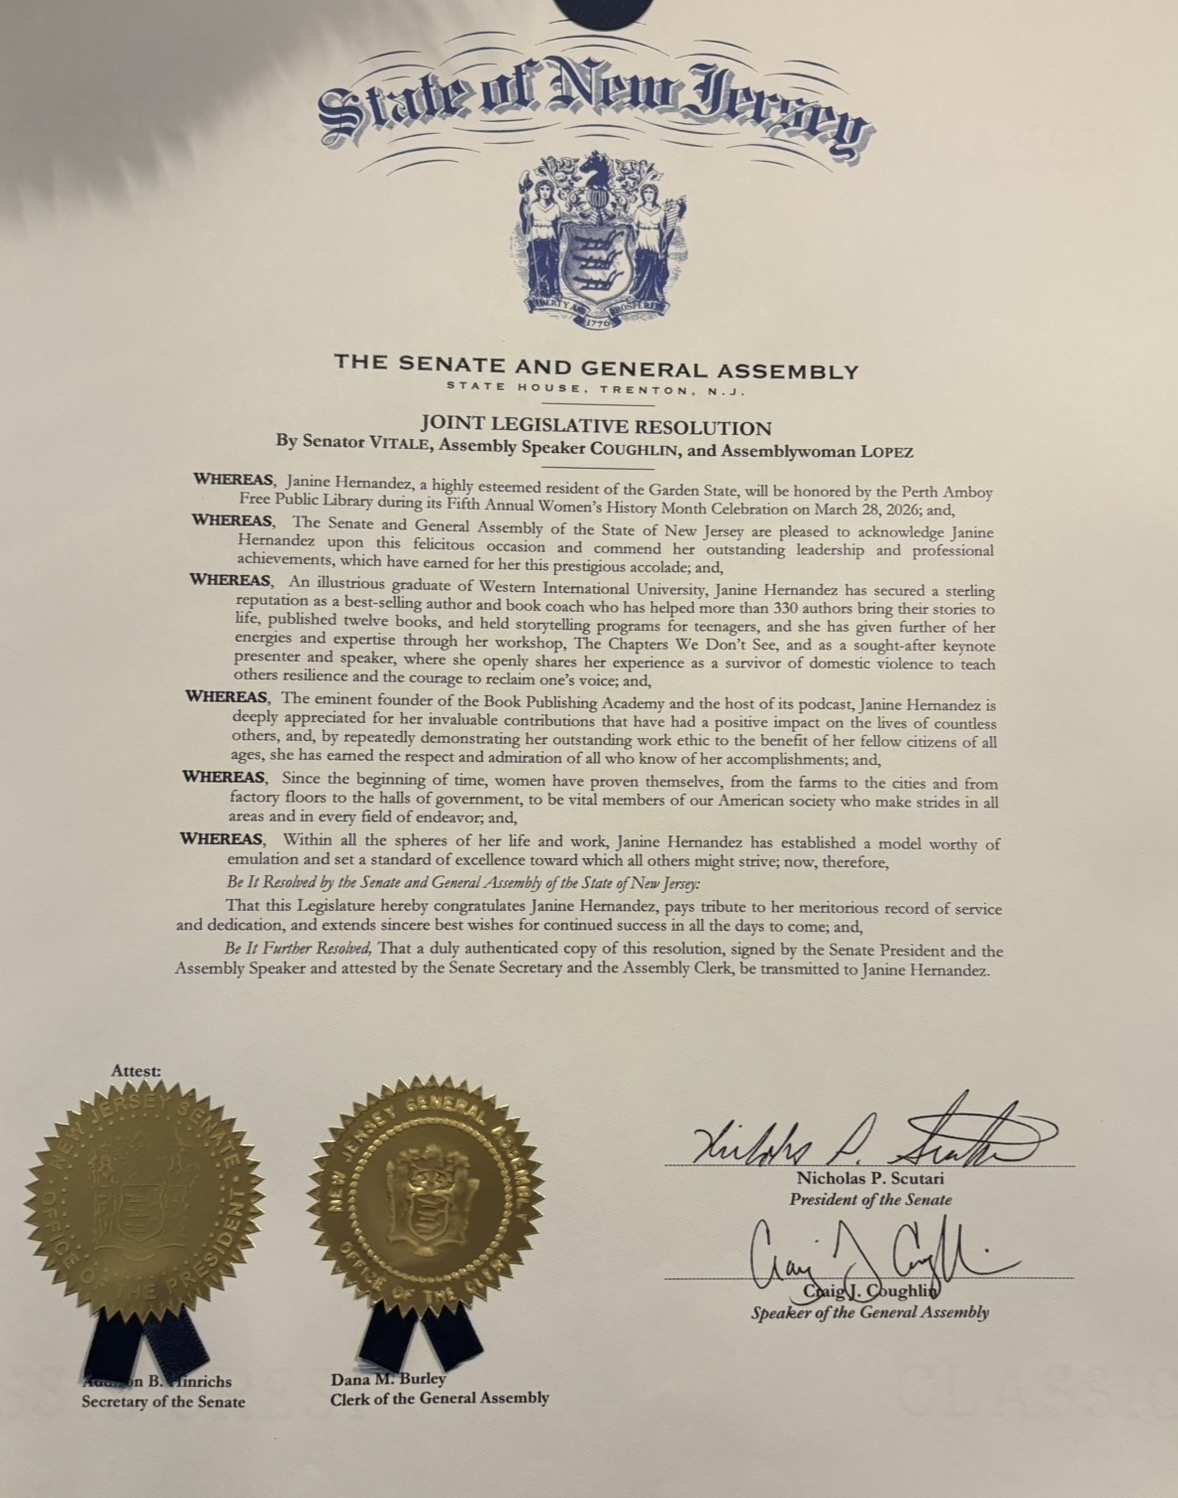 State of New Jersey
LIBERTY AND PROSPERITY
1776
THE SENATE AND GENERAL ASSEMBLY
STATE HOUSE, TRENTON, N.J.
JOINT LEGISLATIVE RESOLUTION
By Senator VITALE, Assembly Speaker COUGHLIN, and Assemblywoman LOPEZ
WHEREAS, Janine Hernandez, a highly esteemed resident of the Garden State, will be honored by the Perth Amboy
Free Public Library during its Fifth Annual Women's History Month Celebration on March 28, 2026; and,
WHEREAS, The Senate and General Assembly of the State of New Jersey are pleased to acknowledge Janine
Hernandez upon this felicitous occasion and commend her outstanding leadership and professional
achievements, which have earned for her this prestigious accolade; and,
WHEREAS, An illustrious graduate of Western International University, Janine Hernandez has secured a sterling
reputation as a best-selling author and book coach who has helped more than 330 authors bring their stories to
life, published twelve books, and held storytelling programs for teenagers, and she has given further of her
energies and expertise through her workshop, The Chapters We Don't See, and as a sought-after keynote
presenter and speaker, where she openly shares her experience as a survivor of domestic violence to teach
others resilience and the courage to reclaim one's voice; and,
WHEREAS, The eminent founder of the Book Publishing Academy and the host of its podcast, Janine Hernandez is
deeply appreciated for her invaluable contributions that have had a positive impact on the lives of countless
others, and, by repeatedly demonstrating her outstanding work ethic to the benefit of her fellow citizens of all
ages, she has earned the respect and admiration of all who know of her accomplishments; and,
WHEREAS, Since the beginning of time, women have proven themselves, from the farms to the cities and from
factory floors to the halls of government, to be vital members of our American society who make strides in all
areas and in every field of endeavor; and,
WHEREAS, Within all the spheres of her life and work, Janine Hernandez has established a model worthy of
emulation and set a standard of excellence toward which all others might strive; now, therefore,
Be It Resolved by the Senate and General Assembly of the State of New Jersey:
That this Legislature hereby congratulates Janine Hernandez, pays tribute to her meritorious record of service
and dedication, and extends sincere best wishes for continued success in all the days to come; and,
Be It Further Resolved, That a duly authenticated copy of this resolution, signed by the Senate President and the
Assembly Speaker and attested by the Senate Secretary and the Assembly Clerk, be transmitted to Janine Hernandez.
Attest:
NEW JERSEY SENATE
OFFICE OF THE PRESIDENT
NEW JERSEY GENERAL ASSEMBLY
OFFICE OF THE CLERK
Nicholas P. Scutari
Nicholas P. Scutari
President of the Senate
Craig J. Coughlin
Craig J. Coughlin
Speaker of the General Assembly
B. Hinrichs
Secretary of the Senate
Dana M. Burley
Clerk of the General Assembly